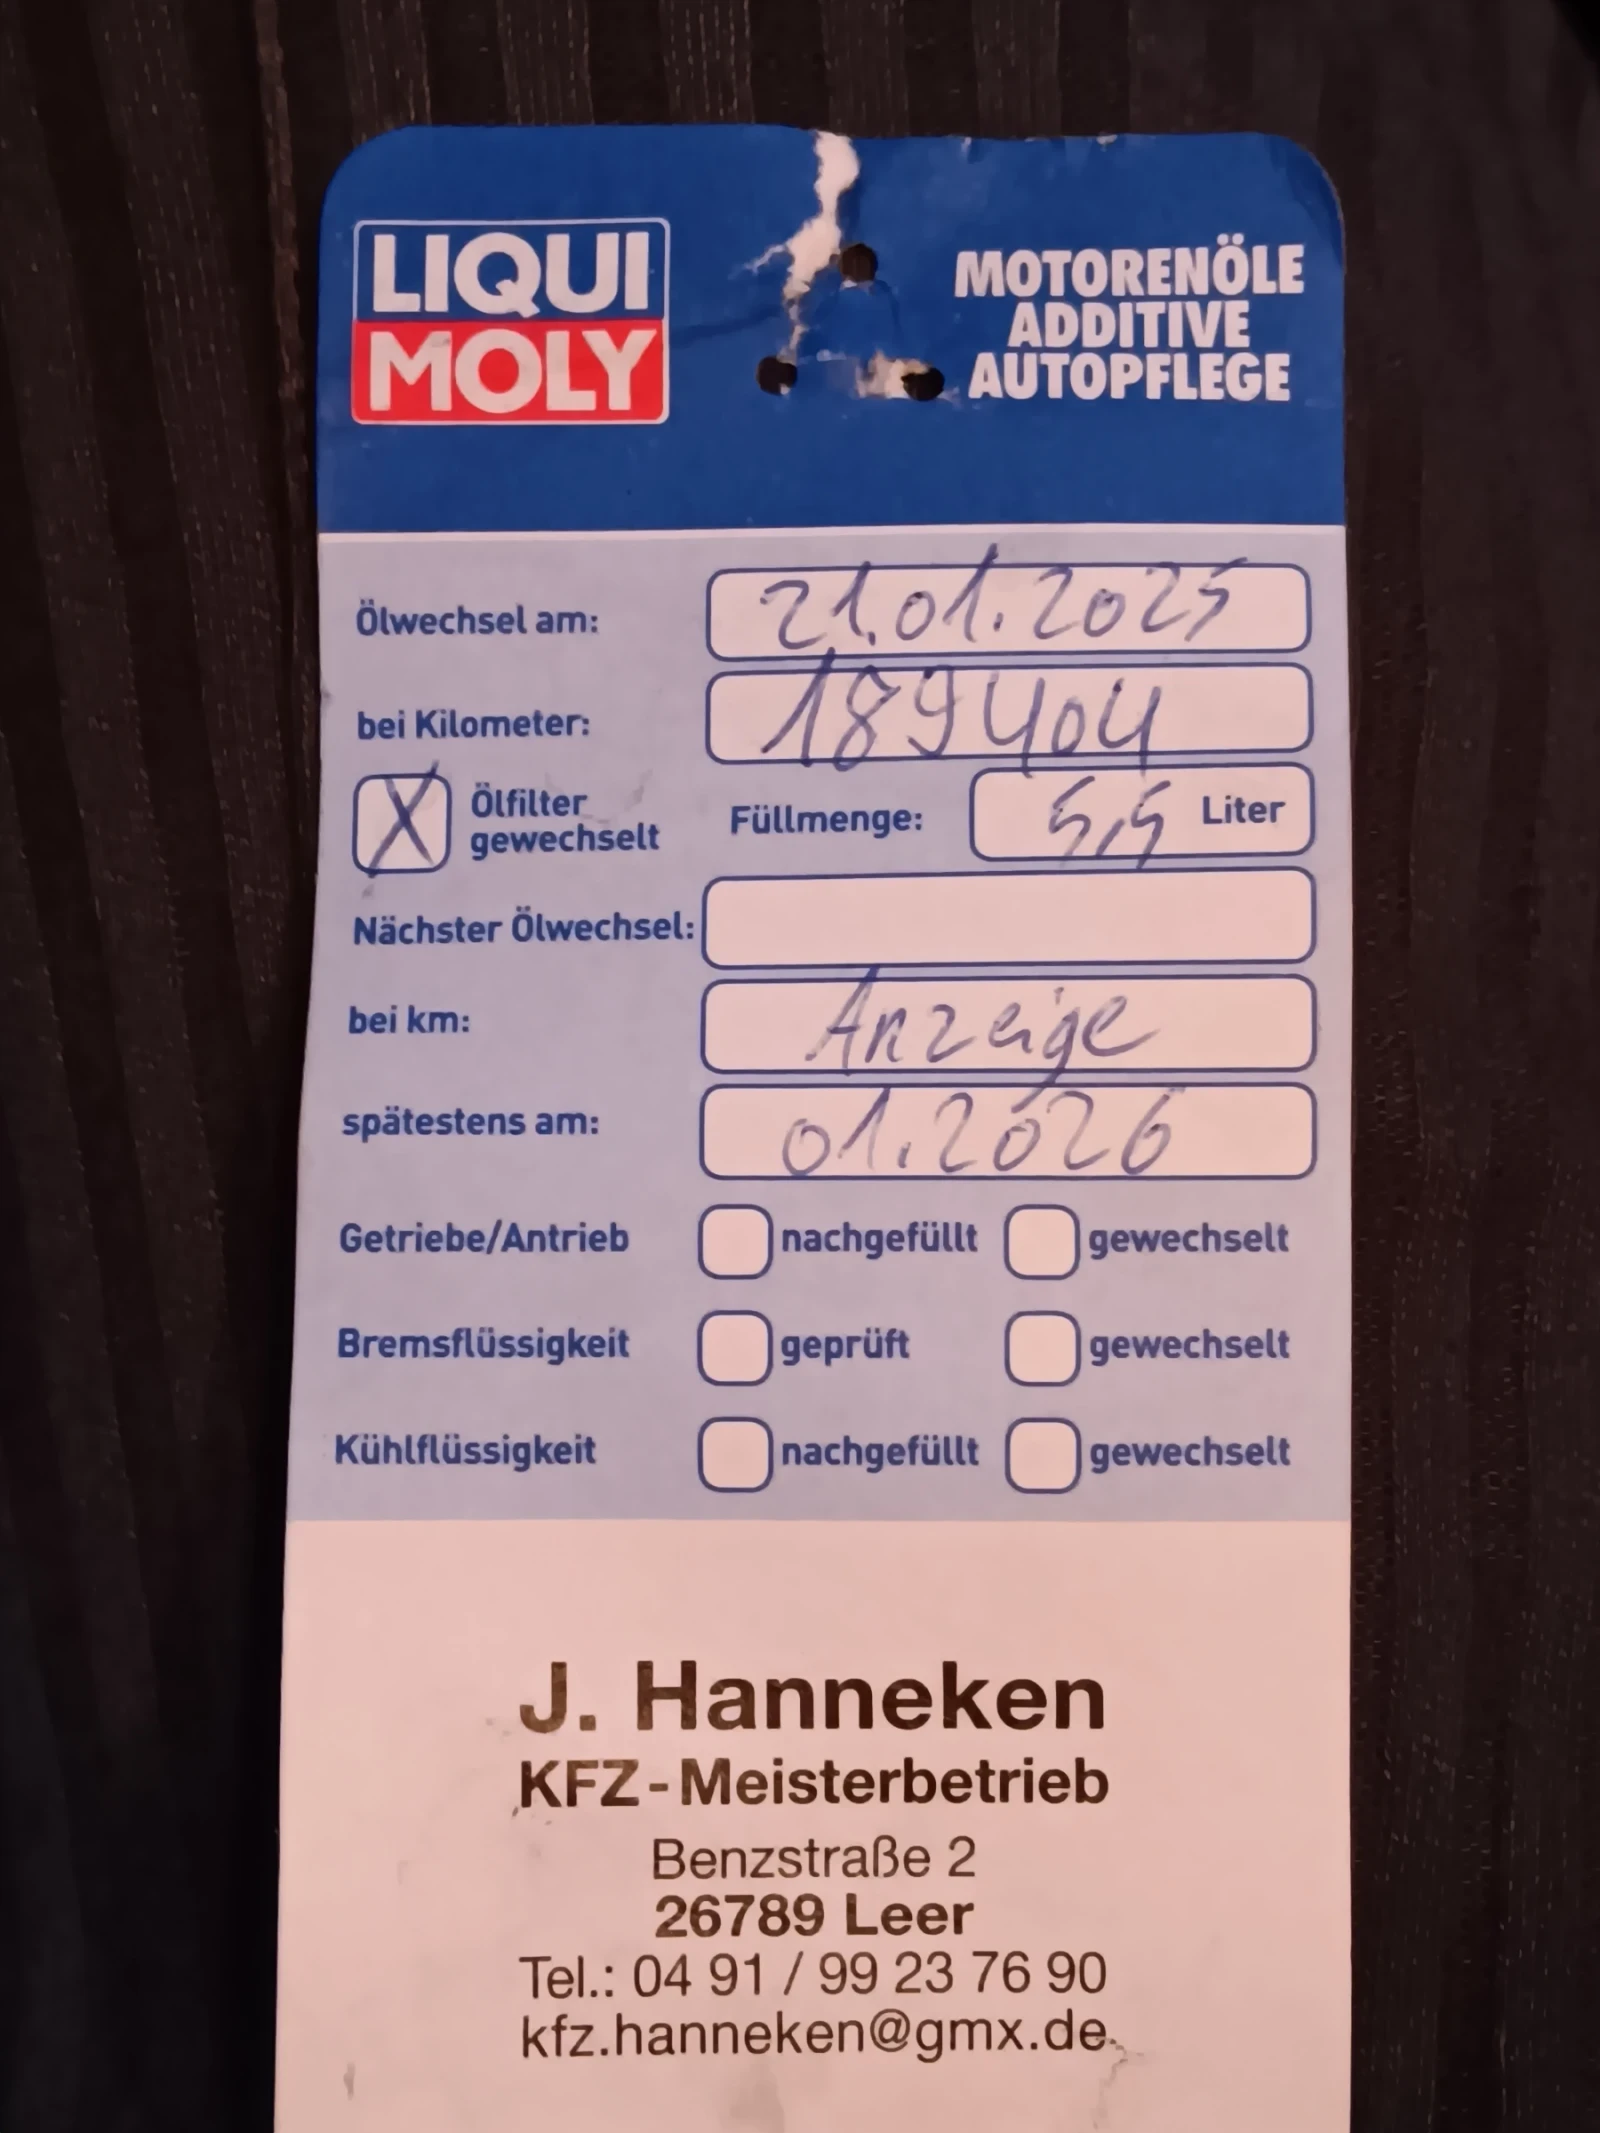 LIQUI
MOLY
MOTORENÖLE
ADDITIVE
AUTOPFLEGE
Ölwechsel am: 21.01.2025
bei Kilometer: 189404
X Ölfilter
gewechselt
Füllmenge: 5,5 Liter
Nächster Ölwechsel:
bei km: Anzeige
spätestens am: 01.2026
Getriebe/Antrieb nachgefüllt gewechselt
Bremsflüssigkeit geprüft gewechselt
Kühlflüssigkeit nachgefüllt gewechselt
J. Hanneken
KFZ-Meisterbetrieb
Benzstraße 2
26789 Leer
Tel.: 04 91 / 99 23 76 90
kfz.hanneken@gmx.de